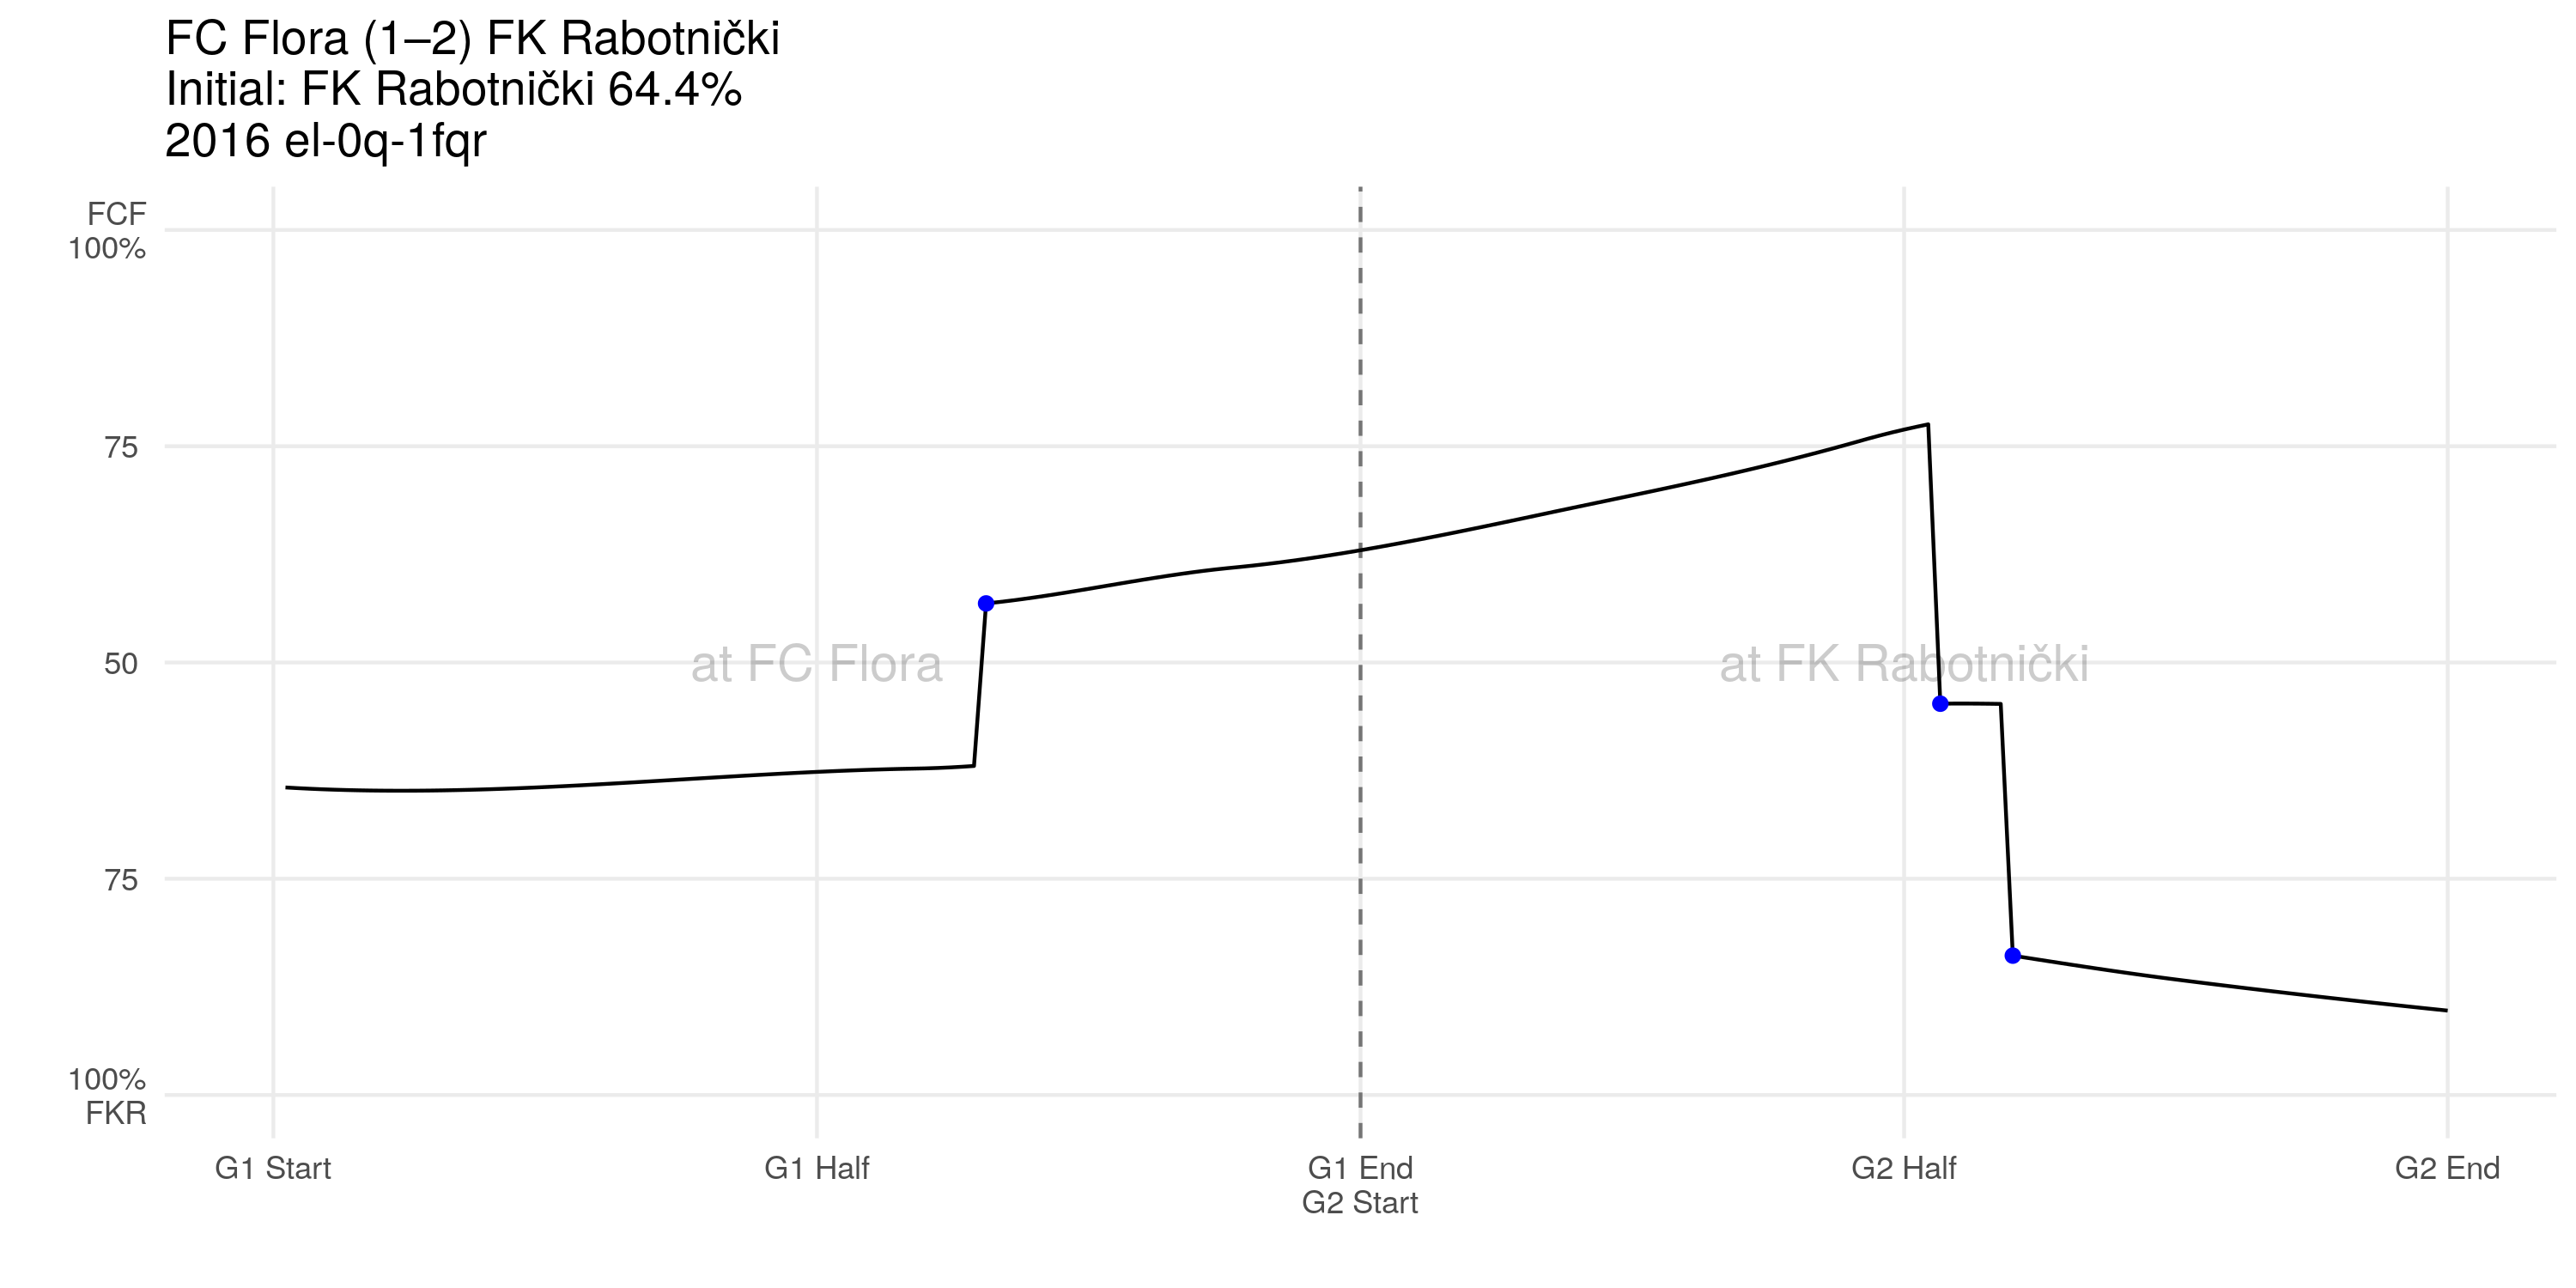 FC Flora (1–2) FK Rabotnički
Initial: FK Rabotnički 64.4%
2016 el-0q-1fqr
FCF
100%
75
50
75
100%
FKR
at FC Flora
at FK Rabotnički
G1 Start
G1 Half
G1 End
G2 Start
G2 Half
G2 End